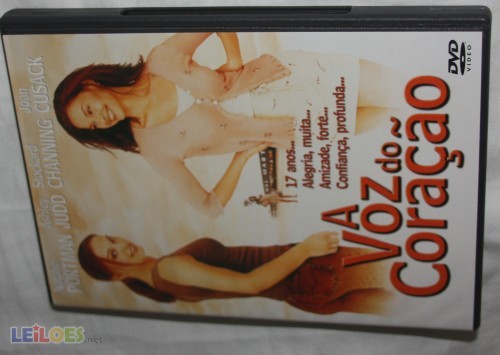 PORTMAN
Ashley
JUDD
Stockard
CHANNING
Joan
CUSACK
17 anos...
Alegria, muita...
Amizade, forte...
Confiança, profunda...
A
Voz do
Coração
DVD
VIDEO
LEiLOES.net